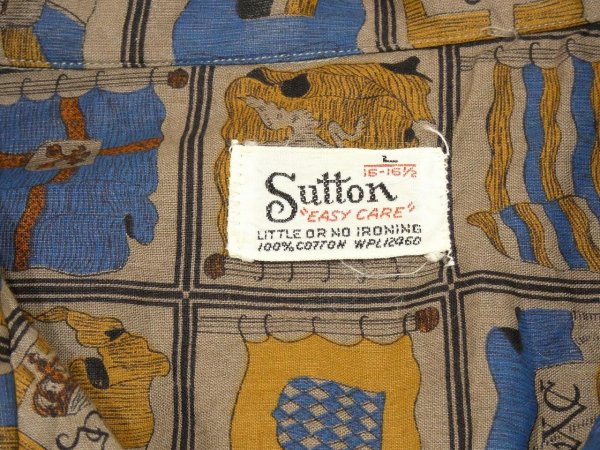 L
16-16½
Sutton
"EASY CARE"
LITTLE OR NO IRONING
100% COTTON WPL12460